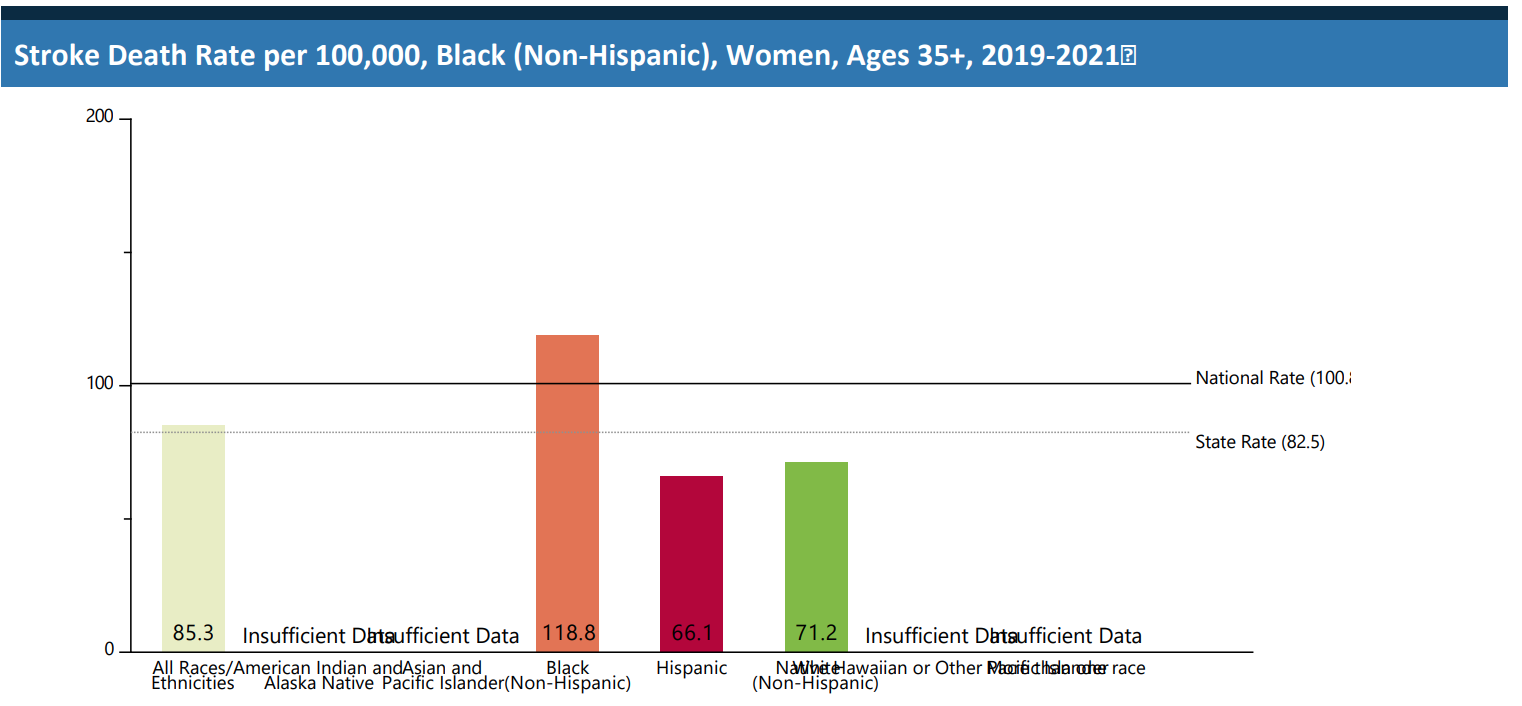 Stroke Death Rate per 100,000, Black (Non-Hispanic), Women, Ages 35+, 2019-2021
200
100
0
National Rate (100.8
State Rate (82.5)
85.3
Insufficient Data
Insufficient Data
118.8
66.1
71.2
Insufficient Data
Insufficient Data
All Races/
Ethnicities
American Indian and
Alaska Native
Asian and
Pacific Islander
Black
(Non-Hispanic)
Hispanic
White
(Non-Hispanic)
Native Hawaiian or Other Pacific Islander
More than one race